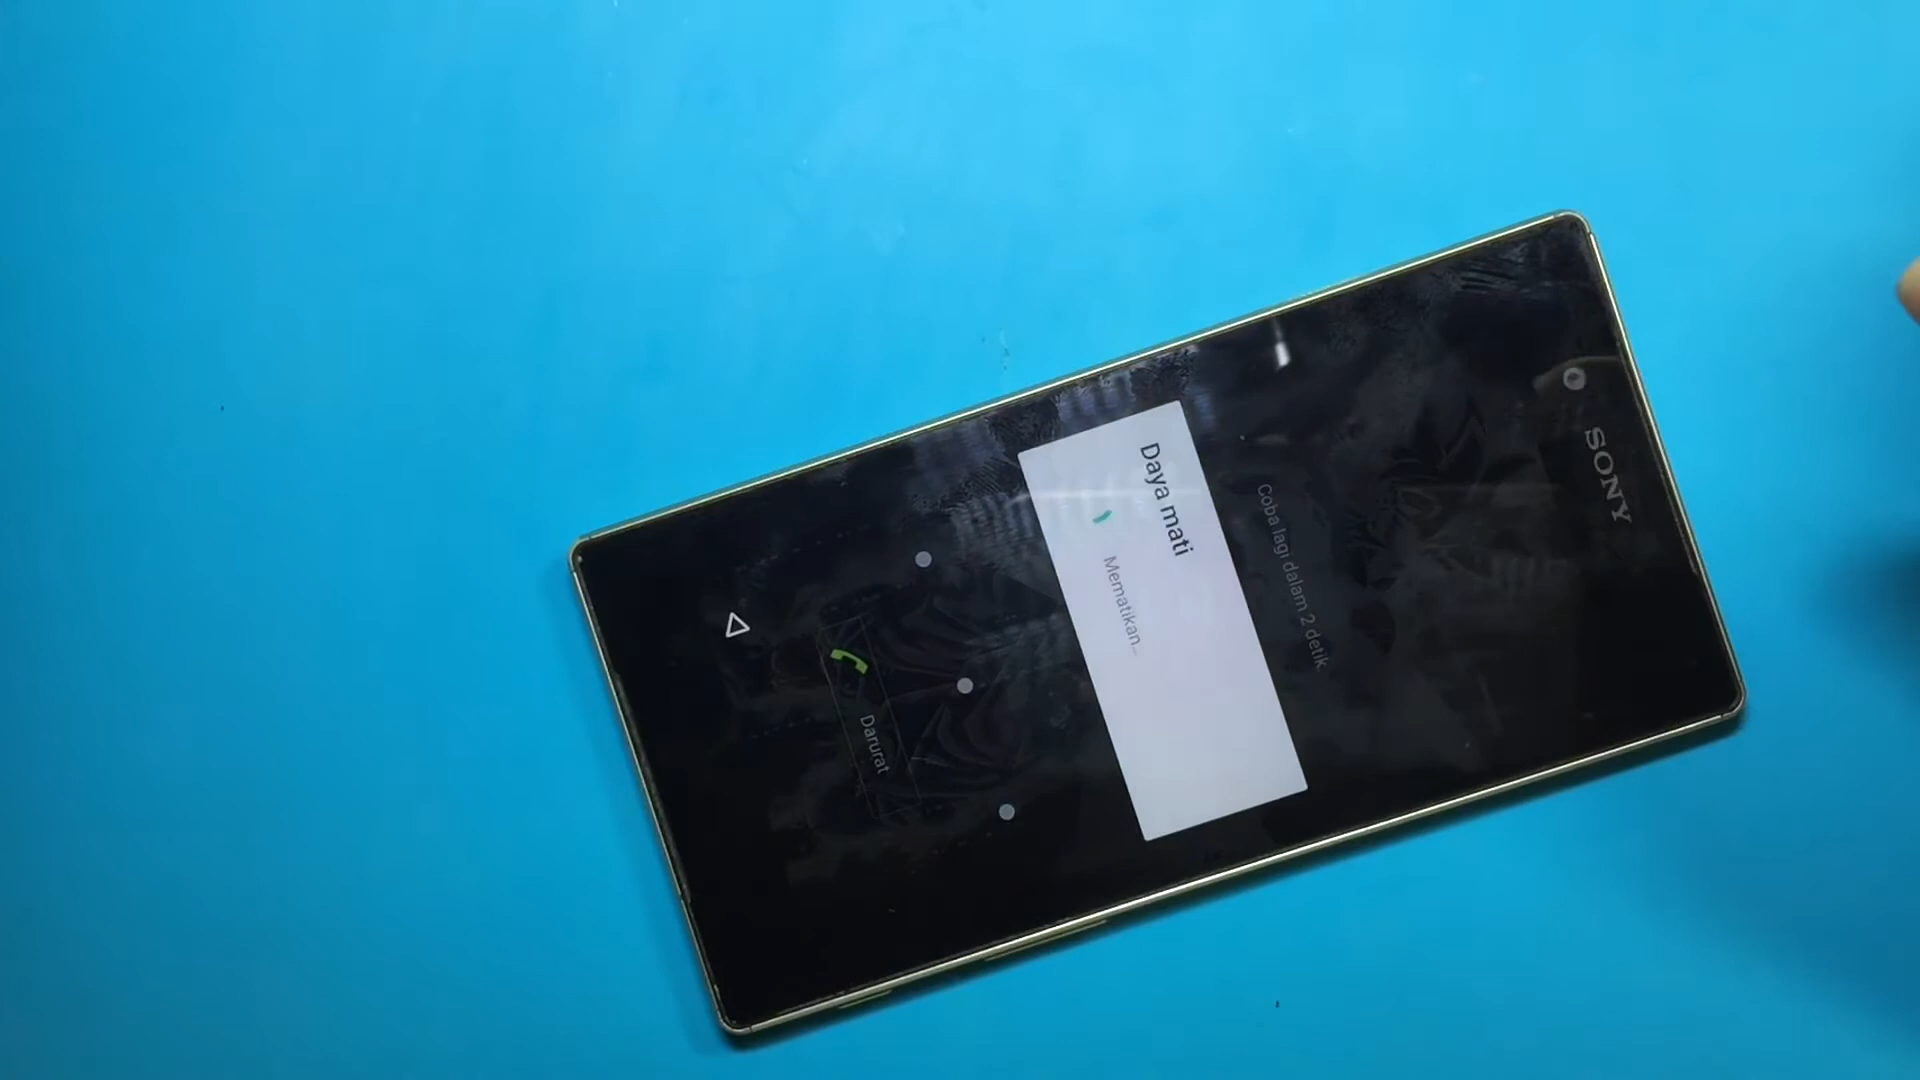 SONY
Coba lagi dalam 2 detik.
Daya mati
Mematikan...
Darurat